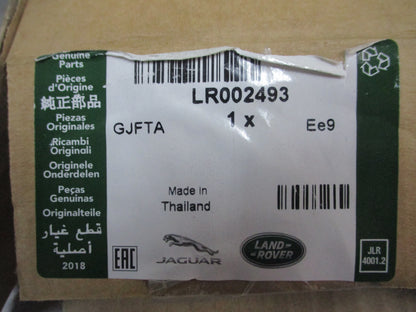 Genuine
Parts
Pièces
d'Origine
純正部品
Piezas
Originales
Ricambi
Originali
Originele
Onderdelen
Peças
Genuinas
Originalteile
قطع غيار
أصلية
2018
LR002493
GJFTA
1 x
Ee9
Made in
Thailand
EAC
JAGUAR
LAND
ROVER
JLR
4001.2